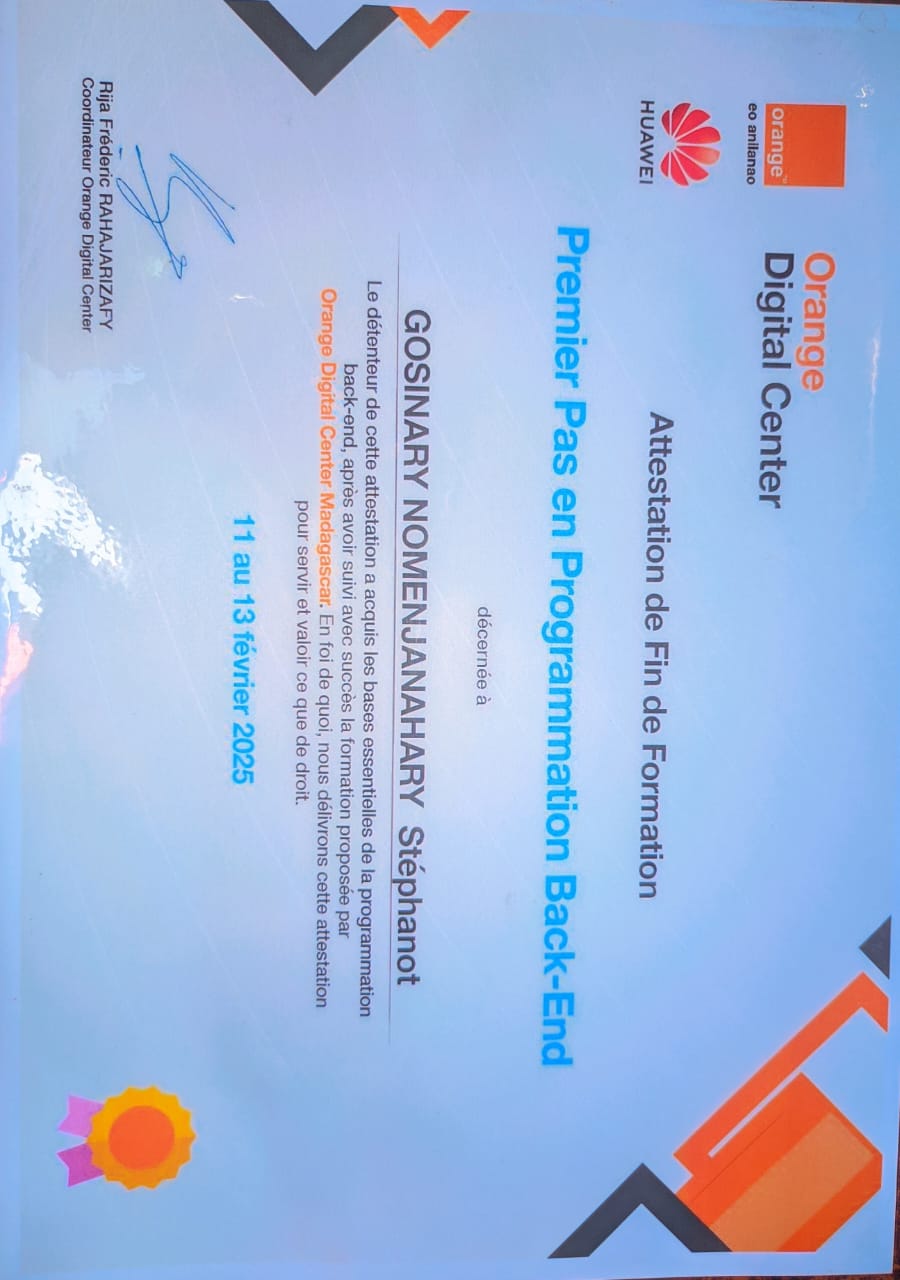 orange™
eo anilanao
Orange
Digital Center
HUAWEI
Attestation de Fin de Formation
Premier Pas en Programmation Back-End
décernée à
GOSINARY NOMENJANAHARY Stéphanot
Le détenteur de cette attestation a acquis les bases essentielles de la programmation
back-end, après avoir suivi avec succès la formation proposée par
Orange Digital Center Madagascar. En foi de quoi, nous délivrons cette attestation
pour servir et valoir ce que de droit.
11 au 13 février 2025
Rija Fréderic RAHAJARIZAFY
Coordinateur Orange Digital Center